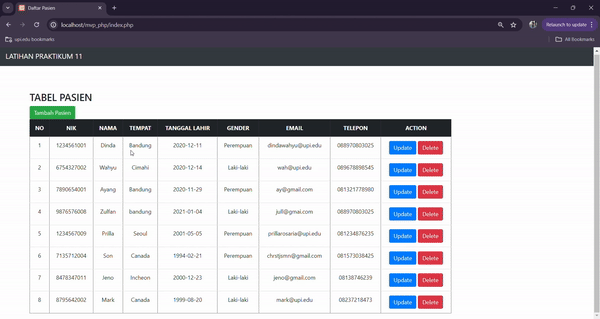 Daftar Pasien
localhost/mvp_php/index.php
Relaunch to update
upi.edu bookmarks
All Bookmarks
LATIHAN PRAKTIKUM 11
TABEL PASIEN
Tambah Pasien
NO NIK NAMA TEMPAT TANGGAL LAHIR GENDER EMAIL TELEPON ACTION
1 1234561001 Dinda Bandung 2020-12-11 Perempuan dindawahyu@upi.edu 088970803025 Update Delete
2 6754327002 Wahyu Cimahi 2020-12-14 Laki-laki wah@upi.edu 089678898545 Update Delete
3 7890654001 Ayang Bandung 2020-11-29 Perempuan ay@gmail.com 081321778980 Update Delete
4 9876576008 Zulfan bandung 2021-01-04 Laki-laki jull@gmai.com 088970803025 Update Delete
5 1234567009 Prilla Seoul 2001-05-05 Perempuan prillarosaria@upi.edu 081234876235 Update Delete
6 7135712004 Son Canada 1994-02-21 Perempuan chrstjsmn@gmail.com 081573038425 Update Delete
7 8478347011 Jeno Incheon 2000-12-23 Laki-laki jeno@gmail.com 08138746239 Update Delete
8 8795642002 Mark Canada 1999-08-20 Laki-laki mark@upi.edu 08237218473 Update Delete